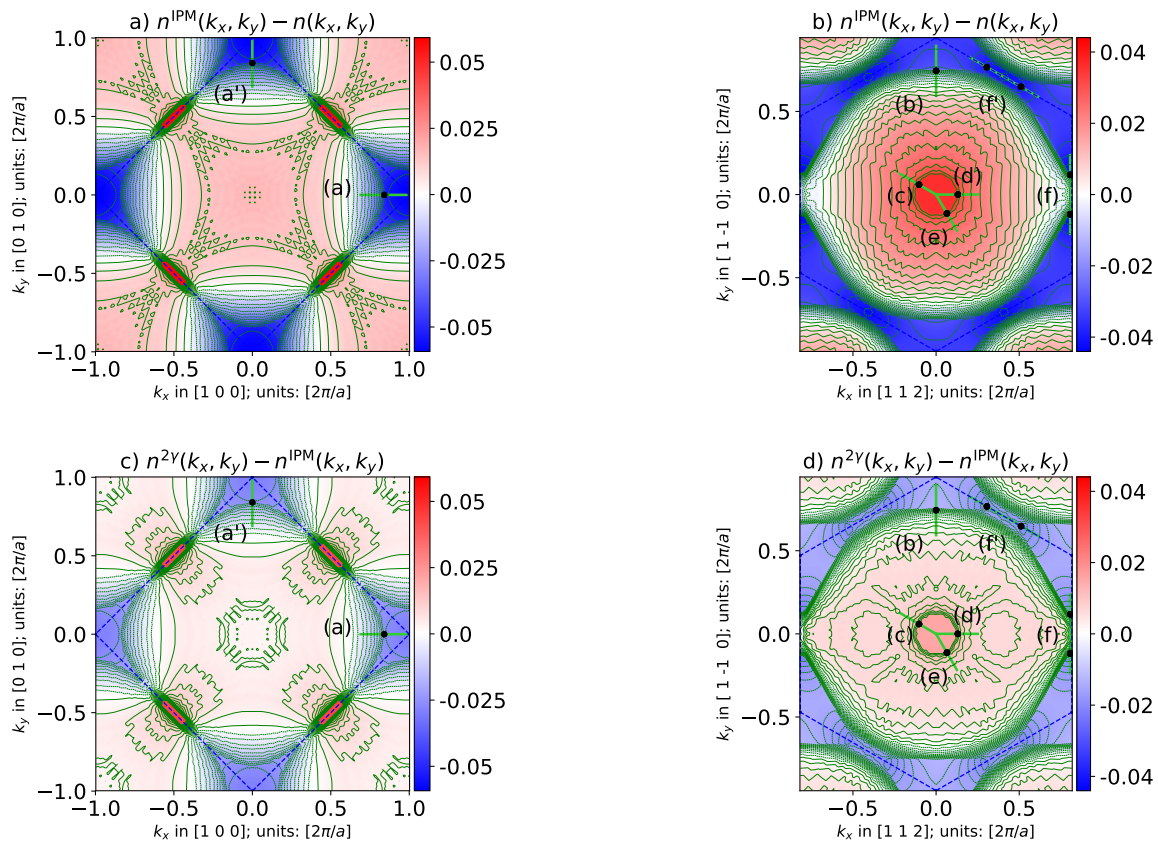 a) n^IPM(k_x, k_y) − n(k_x, k_y)
1.0
0.5
0.0
−0.5
−1.0
k_y in [0 1 0]; units: [2π/a]
(a')
(a)
−1.0 −0.5 0.0 0.5 1.0
k_x in [1 0 0]; units: [2π/a]
0.05
0.025
0.0
-0.025
-0.05
b) n^IPM(k_x, k_y) − n(k_x, k_y)
0.5
0.0
−0.5
k_y in [ 1 -1 0]; units: [2π/a]
(b)
(f')
(c)
(d)
(e)
(f)
−0.5 0.0 0.5
k_x in [1 1 2]; units: [2π/a]
0.04
0.02
0.0
-0.02
-0.04
c) n^2γ(k_x, k_y) − n^IPM(k_x, k_y)
1.0
0.5
0.0
−0.5
−1.0
k_y in [0 1 0]; units: [2π/a]
(a')
(a)
−1.0 −0.5 0.0 0.5 1.0
k_x in [1 0 0]; units: [2π/a]
0.05
0.025
0.0
-0.025
-0.05
d) n^2γ(k_x, k_y) − n^IPM(k_x, k_y)
0.5
0.0
−0.5
k_y in [ 1 -1 0]; units: [2π/a]
(b)
(f')
(c)
(d)
(e)
(f)
−0.5 0.0 0.5
k_x in [1 1 2]; units: [2π/a]
0.04
0.02
0.0
-0.02
-0.04